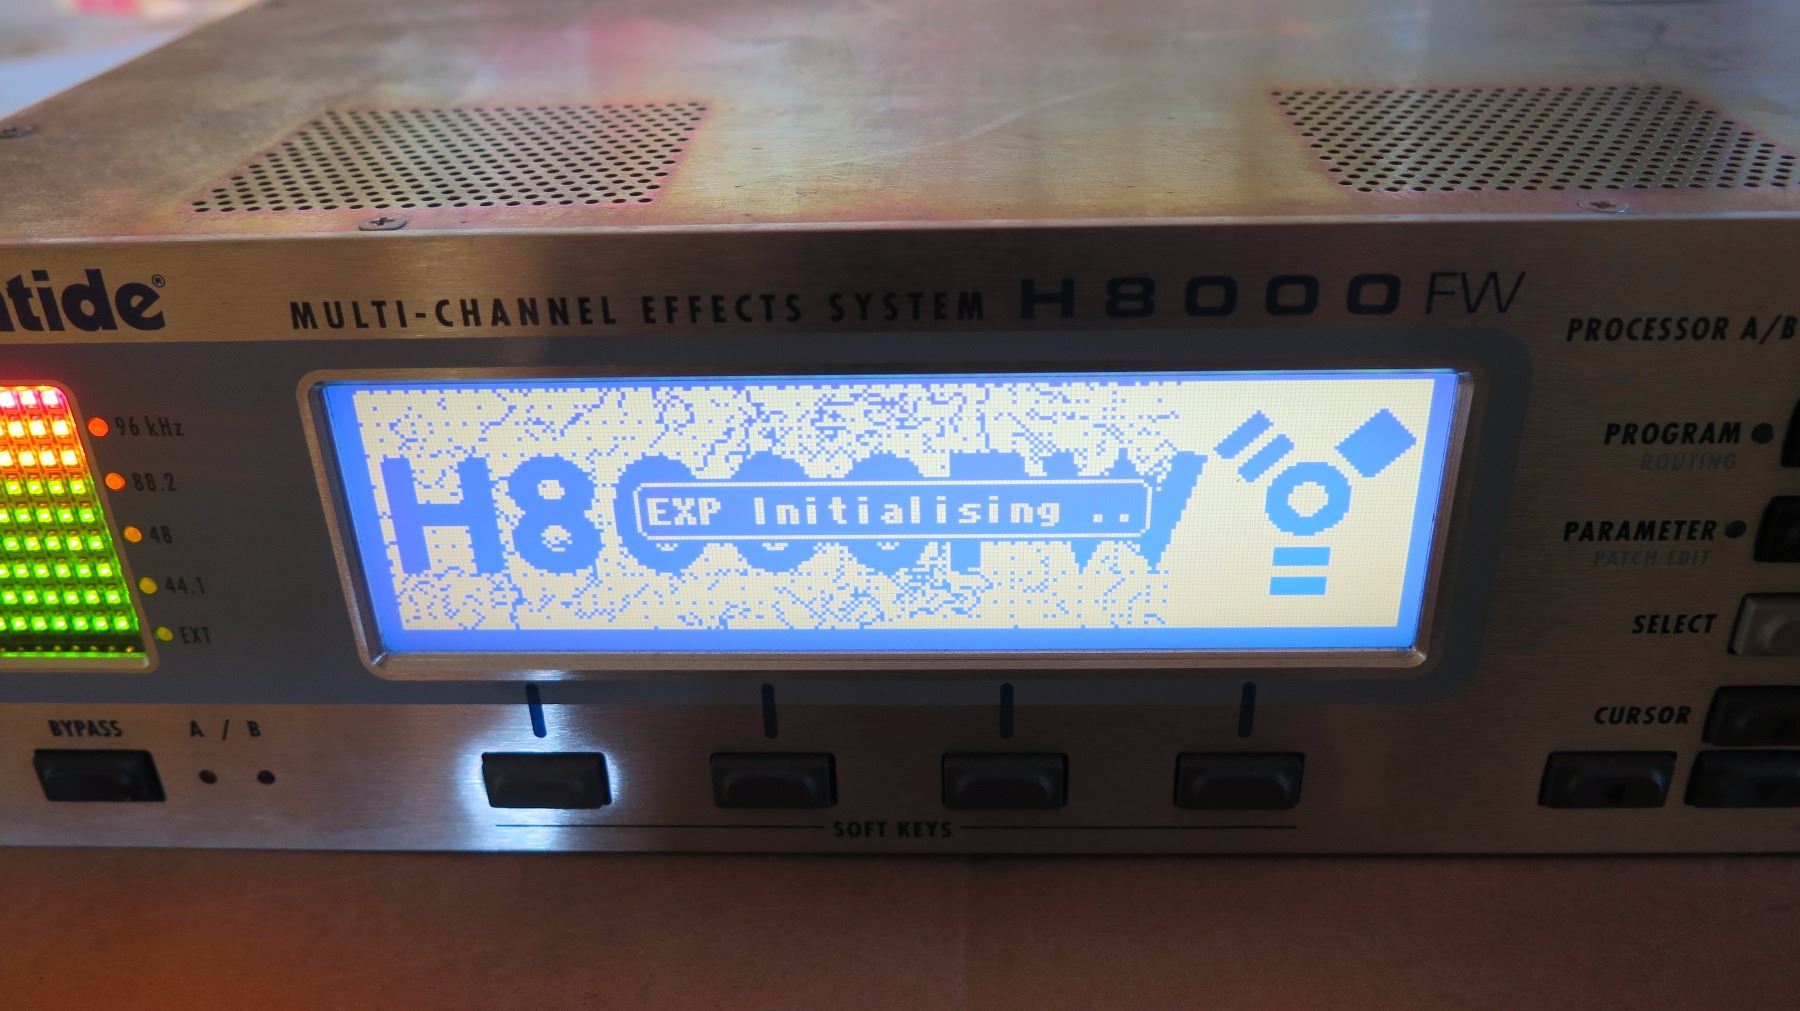 ntide®
MULTI-CHANNEL EFFECTS SYSTEM H8000FW
PROCESSOR A/B
96 kHz
88.2
48
44.1
EXT
H8000FW
EXP Initialising ..
PROGRAM
ROUTING
PARAMETER
PATCH EDIT
SELECT
CURSOR
BYPASS
A / B
SOFT KEYS